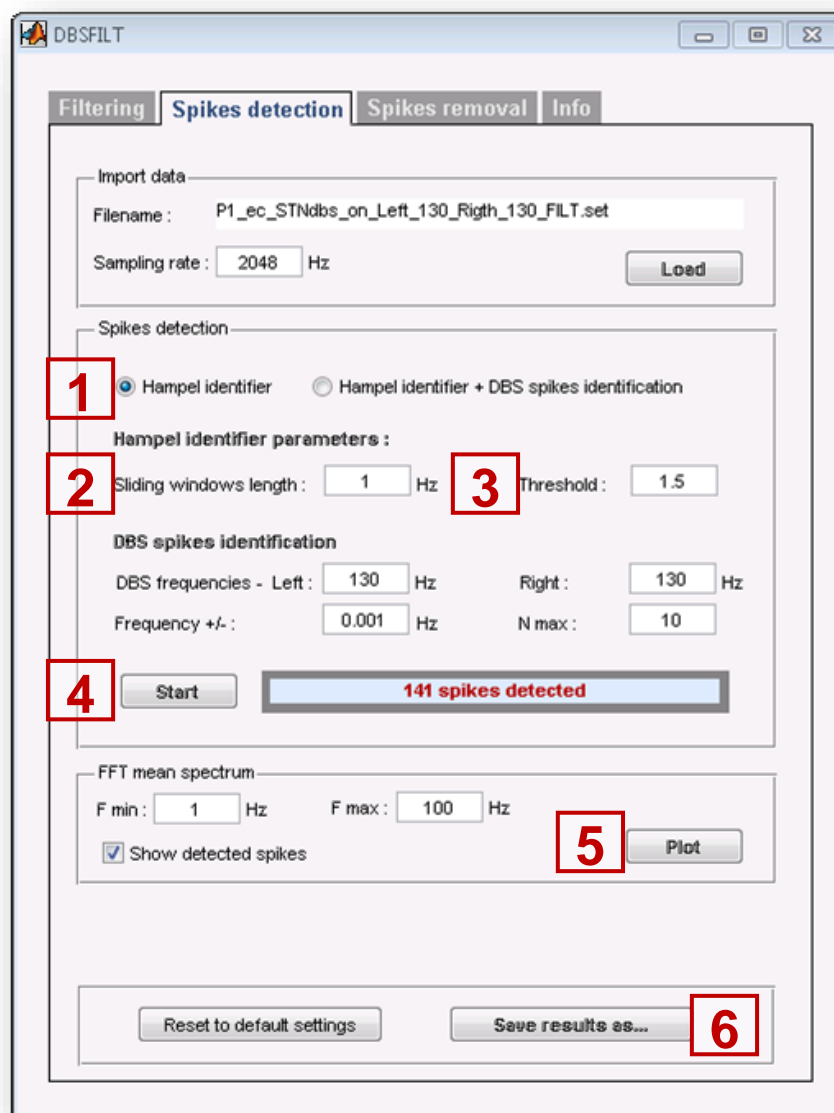 DBSFILT
Filtering Spikes detection Spikes removal Info
Import data
Filename : P1_ec_STNdbs_on_Left_130_Rigth_130_FILT.set
Sampling rate : 2048 Hz Load
Spikes detection
1 Hampel identifier Hampel identifier + DBS spikes identification
Hampel identifier parameters :
2 Sliding windows length : 1 Hz 3 Threshold : 1.5
DBS spikes identification
DBS frequencies - Left : 130 Hz Right : 130 Hz
Frequency +/- : 0.001 Hz N max : 10
4 Start 141 spikes detected
FFT mean spectrum
F min : 1 Hz F max : 100 Hz
Show detected spikes 5 Plot
Reset to default settings Save results as... 6